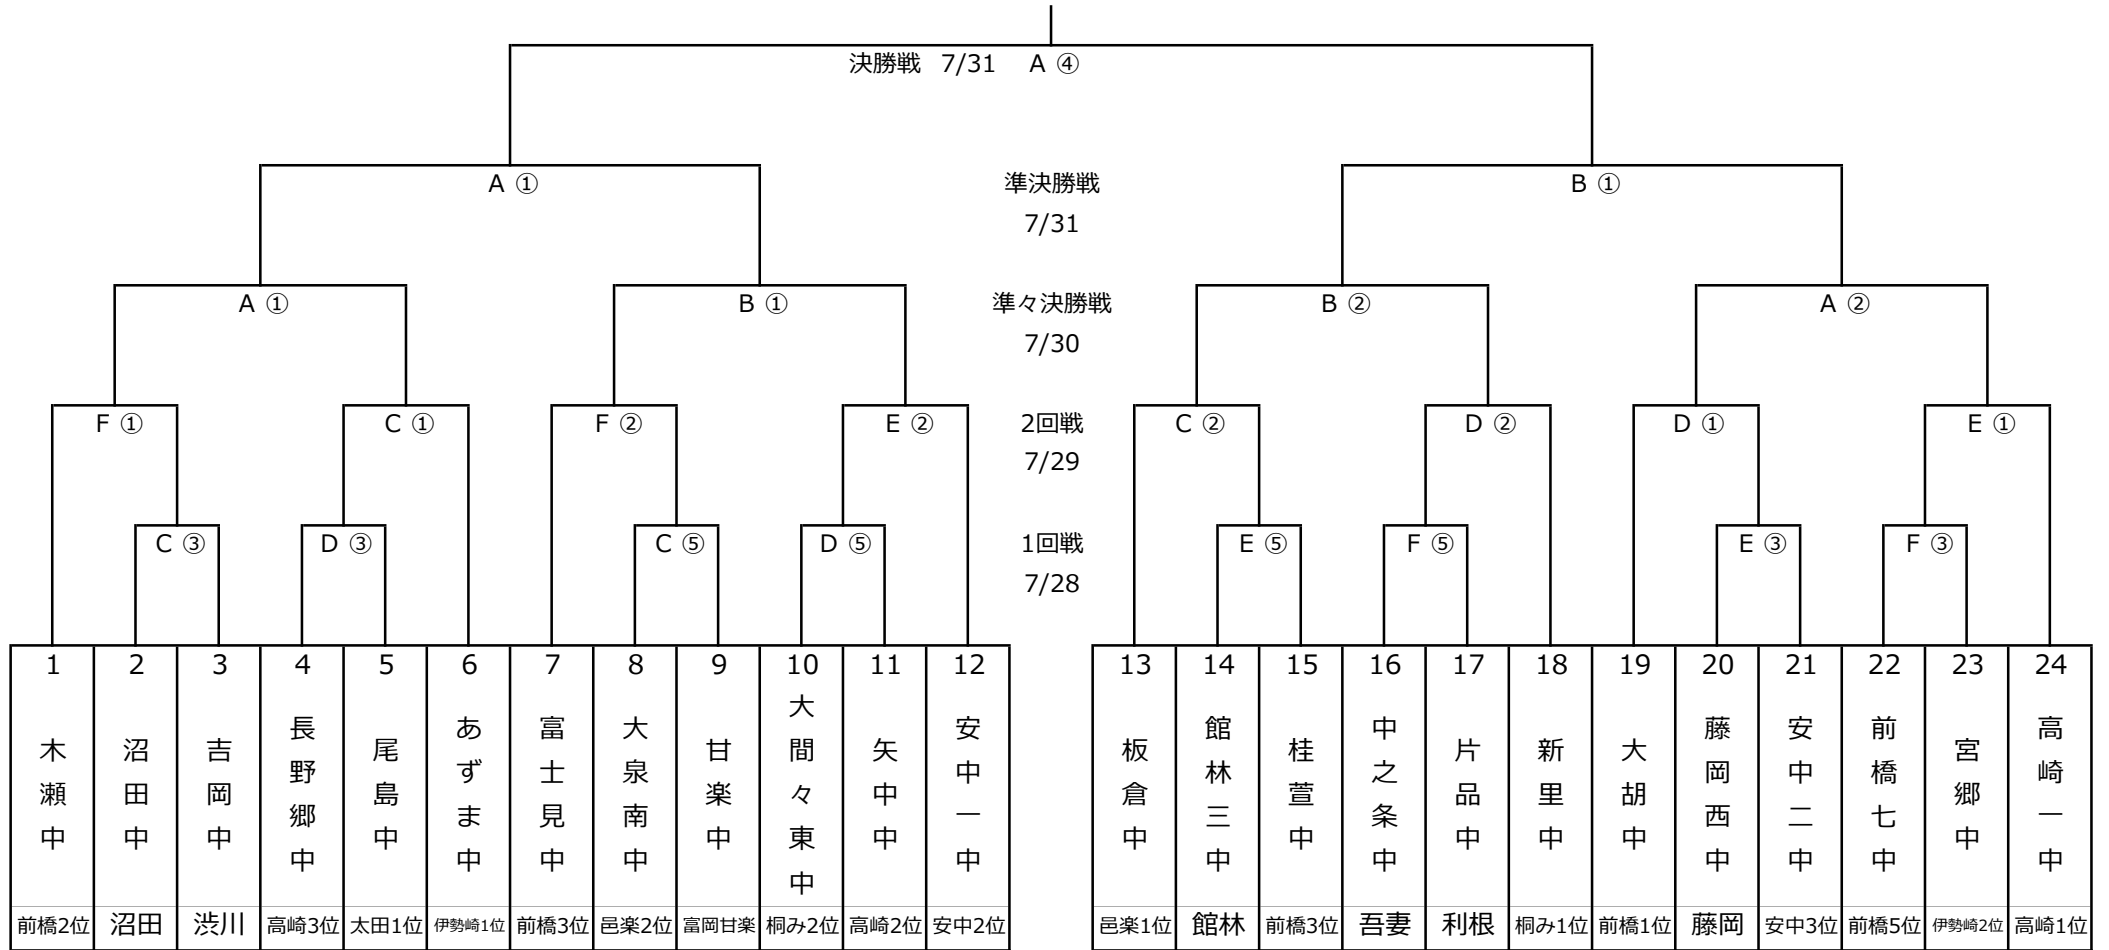 決勝戦 7/31 A ④
A ① 準決勝戦 B ①
7/31
A ① B ① 準々決勝戦 B ② A ②
7/30
F ① C ① F ② E ② 2回戦 C ② D ② D ① E ①
7/29
C ③ D ③ C ⑤ D ⑤ 1回戦 E ⑤ F ⑤ E ③ F ③
7/28
1 2 3 4 5 6 7 8 9 10 11 12 13 14 15 16 17 18 19 20 21 22 23 24
木瀬中
沼田中
吉岡中
長野郷中
尾島中
あずま中
富士見中
大泉南中
甘楽中
大間々東中
矢中中
安中一中
板倉中
館林三中
桂萱中
中之条中
片品中
新里中
大胡中
藤岡西中
安中二中
前橋七中
宮郷中
高崎一中
前橋2位 沼田 渋川 高崎3位 太田1位 伊勢崎1位 前橋3位 邑楽2位 富岡甘楽 桐み2位 高崎2位 安中2位 邑楽1位 館林 前橋3位 吾妻 利根 桐み1位 前橋1位 藤岡 安中3位 前橋5位 伊勢崎2位 高崎1位